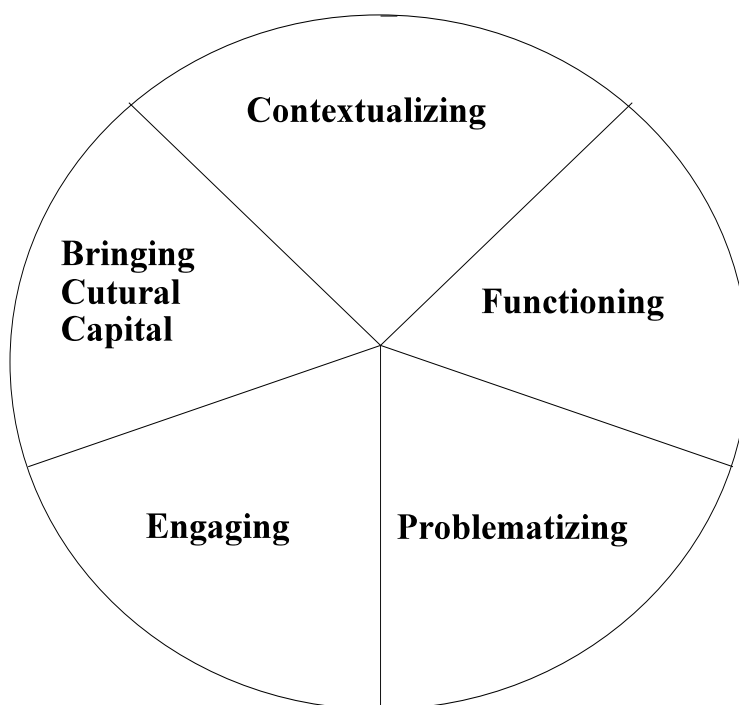 Contextualizing
Bringing
Cutural
Capital
Functioning
Engaging
Problematizing